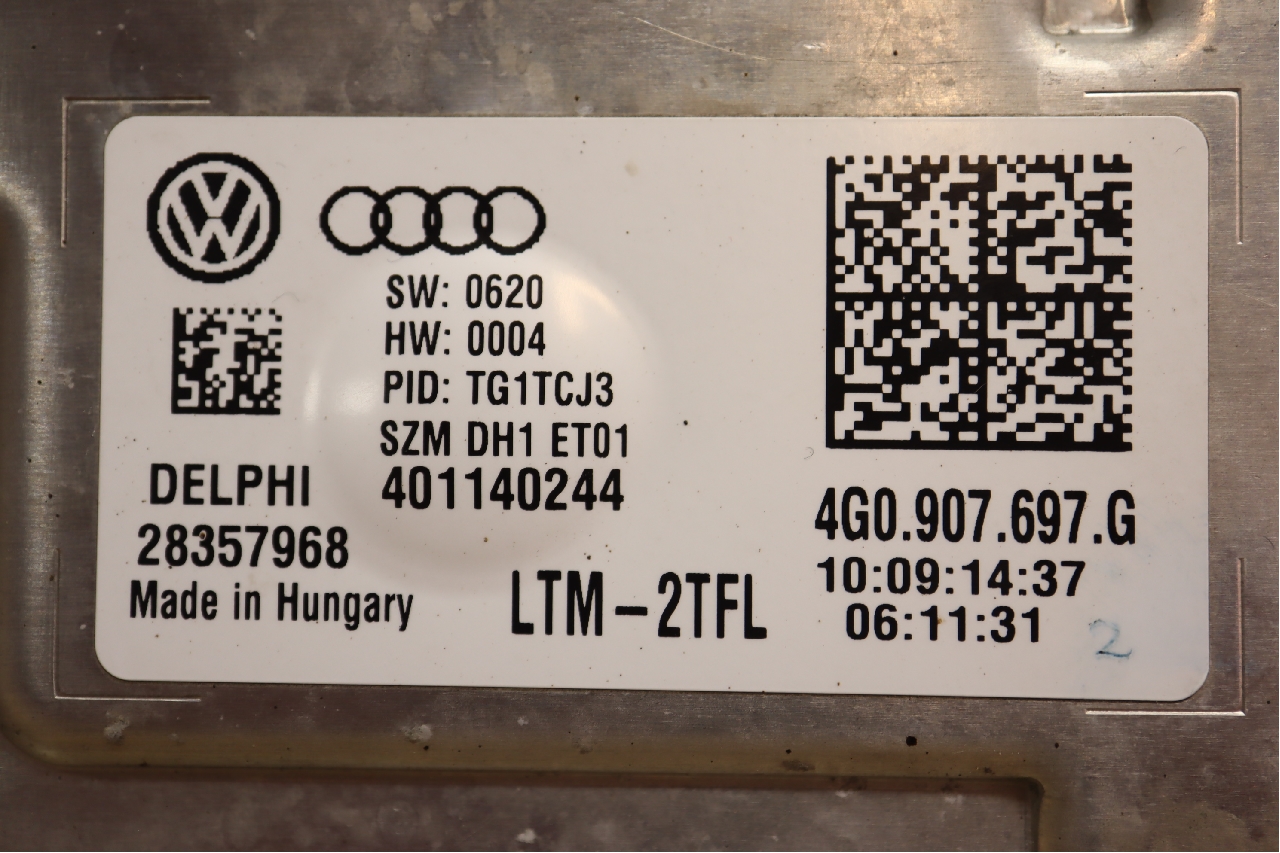 SW: 0620
HW: 0004
PID: TG1TCJ3
SZM DH1 ET01
401140244
DELPHI
28357968
Made in Hungary
LTM-2TFL
4G0.907.697.G
10:09:14:37
06:11:31
2